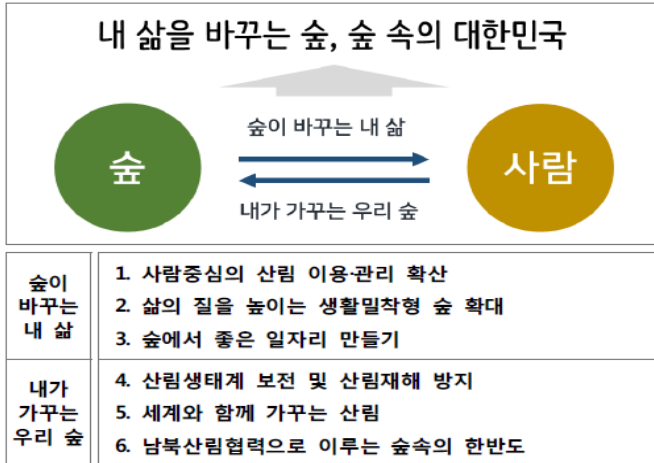 내 삶을 바꾸는 숲, 숲 속의 대한민국
숲이 바꾸는 내 삶
숲
사람
내가 가꾸는 우리 숲
숲이
바꾸는
내 삶
1. 사람중심의 산림 이용·관리 확산
2. 삶의 질을 높이는 생활밀착형 숲 확대
3. 숲에서 좋은 일자리 만들기
내가
가꾸는
우리 숲
4. 산림생태계 보전 및 산림재해 방지
5. 세계와 함께 가꾸는 산림
6. 남북산림협력으로 이루는 숲속의 한반도